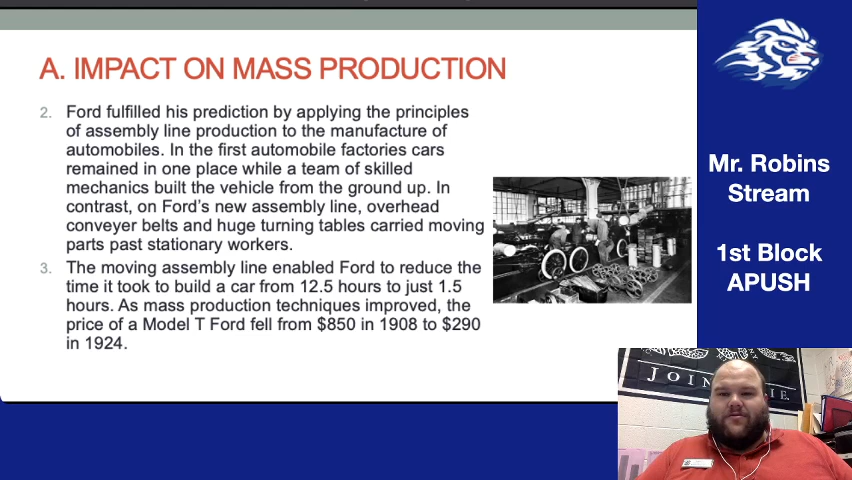 A. IMPACT ON MASS PRODUCTION
2. Ford fulfilled his prediction by applying the principles
of assembly line production to the manufacture of
automobiles. In the first automobile factories cars
remained in one place while a team of skilled
mechanics built the vehicle from the ground up. In
contrast, on Ford's new assembly line, overhead
conveyer belts and huge turning tables carried moving
parts past stationary workers.
3. The moving assembly line enabled Ford to reduce the
time it took to build a car from 12.5 hours to just 1.5
hours. As mass production techniques improved, the
price of a Model T Ford fell from $850 in 1908 to $290
in 1924.
Mr. Robins
Stream
1st Block
APUSH
JOIN
IE.